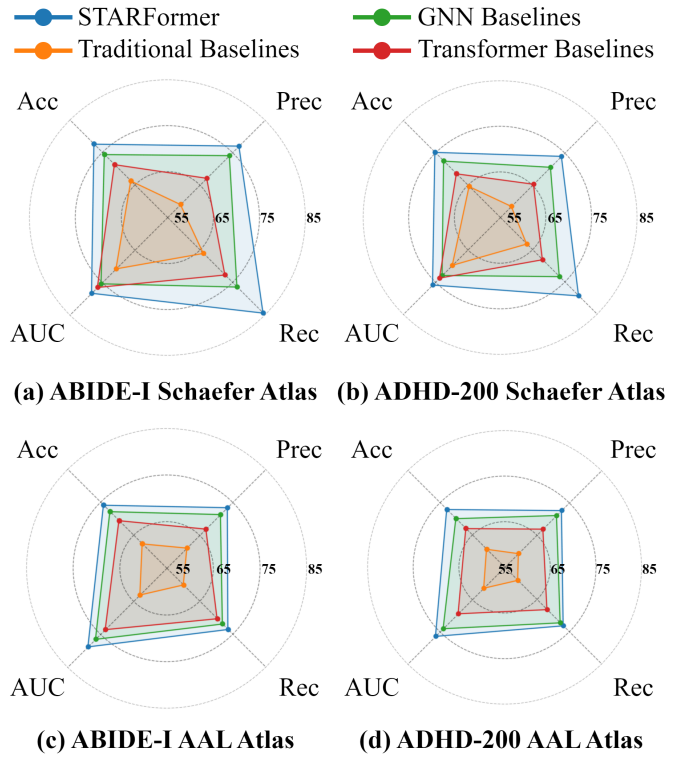 STARFormer
GNN Baselines
Traditional Baselines
Transformer Baselines
Acc
Prec
Acc
Prec
55 65 75 85
55 65 75 85
AUC
Rec
AUC
Rec
(a) ABIDE-I Schaefer Atlas
(b) ADHD-200 Schaefer Atlas
Acc
Prec
Acc
Prec
55 65 75 85
55 65 75 85
AUC
Rec
AUC
Rec
(c) ABIDE-I AAL Atlas
(d) ADHD-200 AAL Atlas